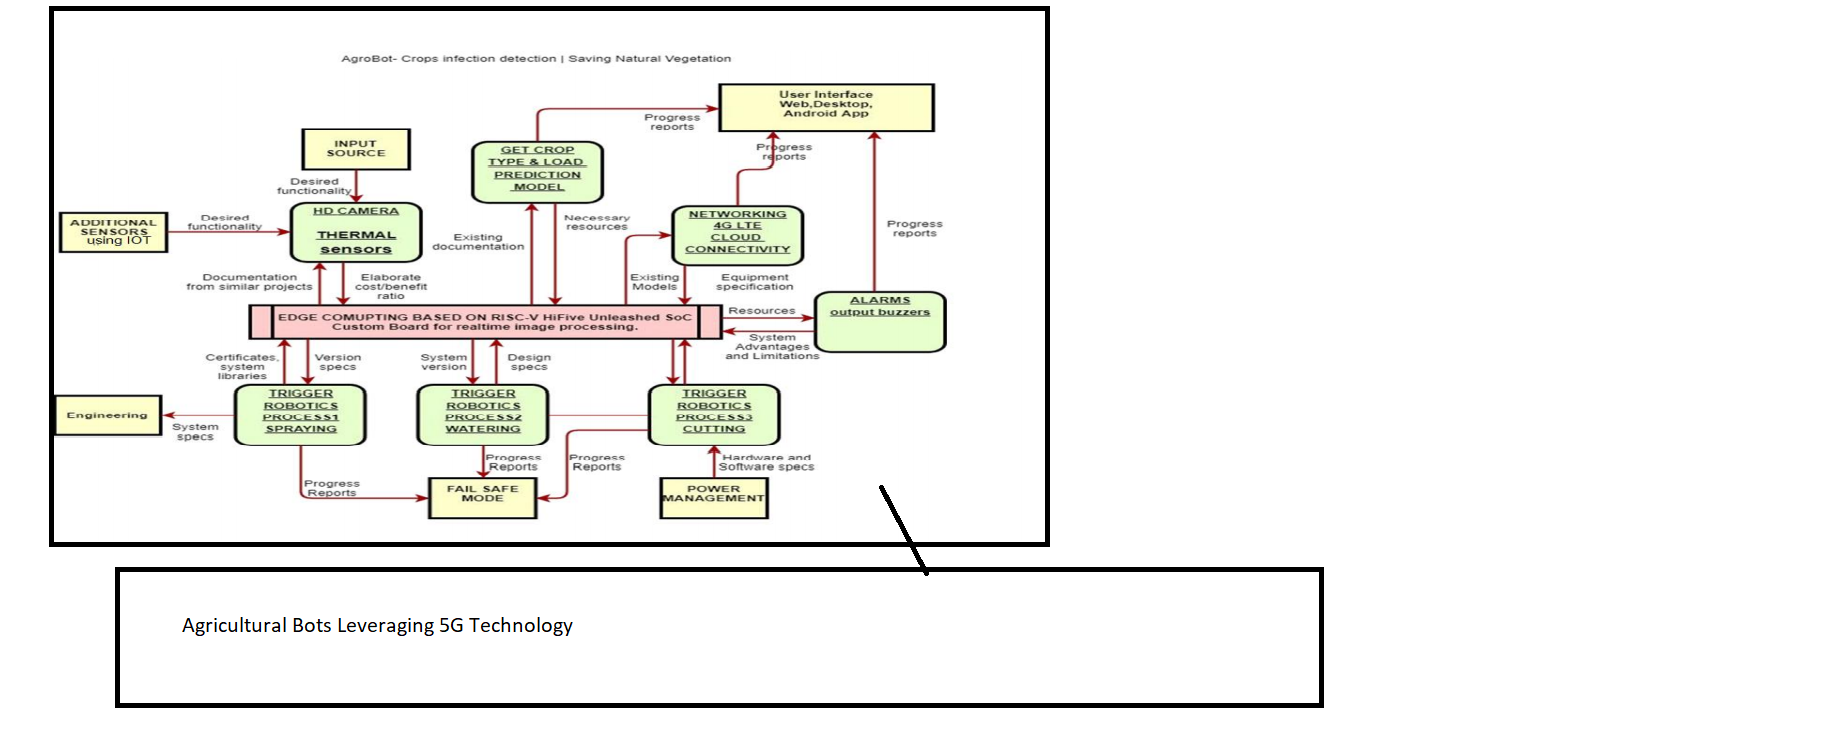 AgroBot- Crops infection detection | Saving Natural Vegetation
User Interface
Web,Desktop,
Android App
Progress
reports
INPUT
SOURCE
GET CROP
TYPE & LOAD
PREDICTION
MODEL
Progress
reports
Desired
functionality
ADDITIONAL
SENSORS
using IOT
Desired
functionality
HD CAMERA
THERMAL
sensors
Existing
documentation
Necessary
resources
NETWORKING
4G LTE
CLOUD
CONNECTIVITY
Progress
reports
Documentation
from similar projects
Elaborate
cost/benefit
ratio
Existing
Models
Equipment
specification
EDGE COMUPTING BASED ON RISC-V HiFive Unleashed SoC
Custom Board for realtime image processing.
Resources
ALARMS
output buzzers
System
Advantages
and Limitations
Certificates,
system
libraries
Version
specs
System
version
Design
specs
Engineering
System
specs
TRIGGER
ROBOTICS
PROCESS1
SPRAYING
TRIGGER
ROBOTICS
PROCESS2
WATERING
TRIGGER
ROBOTICS
PROCESS3
CUTTING
Progress
Reports
Progress
Reports
Progress
Reports
Hardware and
Software specs
FAIL SAFE
MODE
POWER
MANAGEMENT
Agricultural Bots Leveraging 5G Technology